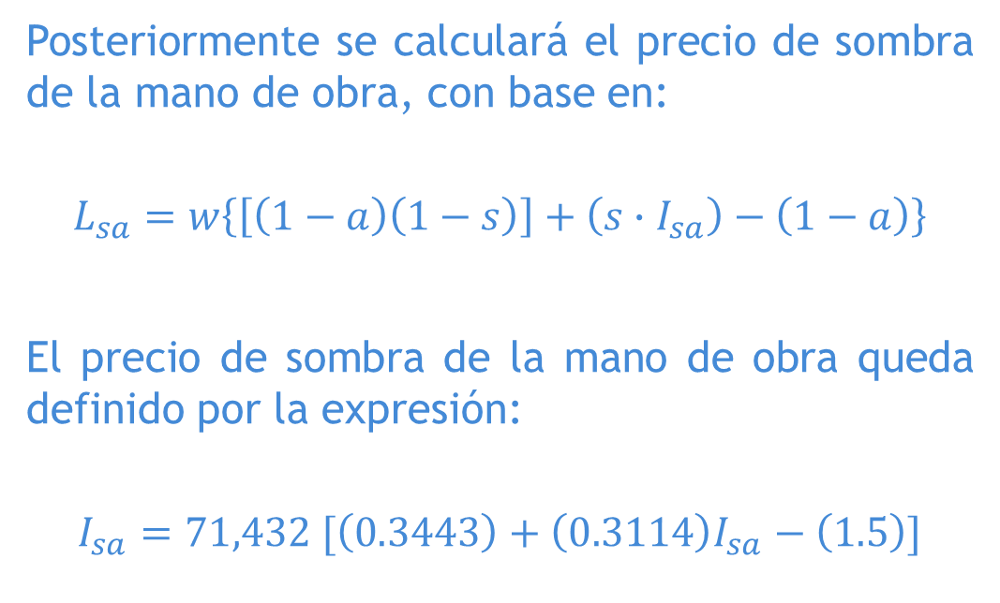 Posteriormente se calculará el precio de sombra
de la mano de obra, con base en:
L_{sa} = w{[(1 − a)(1 − s)] + (s · I_{sa}) − (1 − a)}
El precio de sombra de la mano de obra queda
definido por la expresión:
I_{sa} = 71,432 [(0.3443) + (0.3114)I_{sa} − (1.5)]